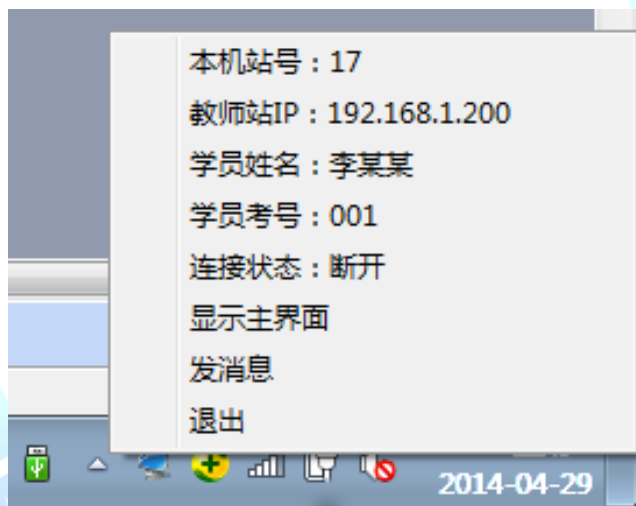 本机站号：17
教师站IP：192.168.1.200
学员姓名：李某某
学员考号：001
连接状态：断开
显示主界面
发消息
退出
2014-04-29